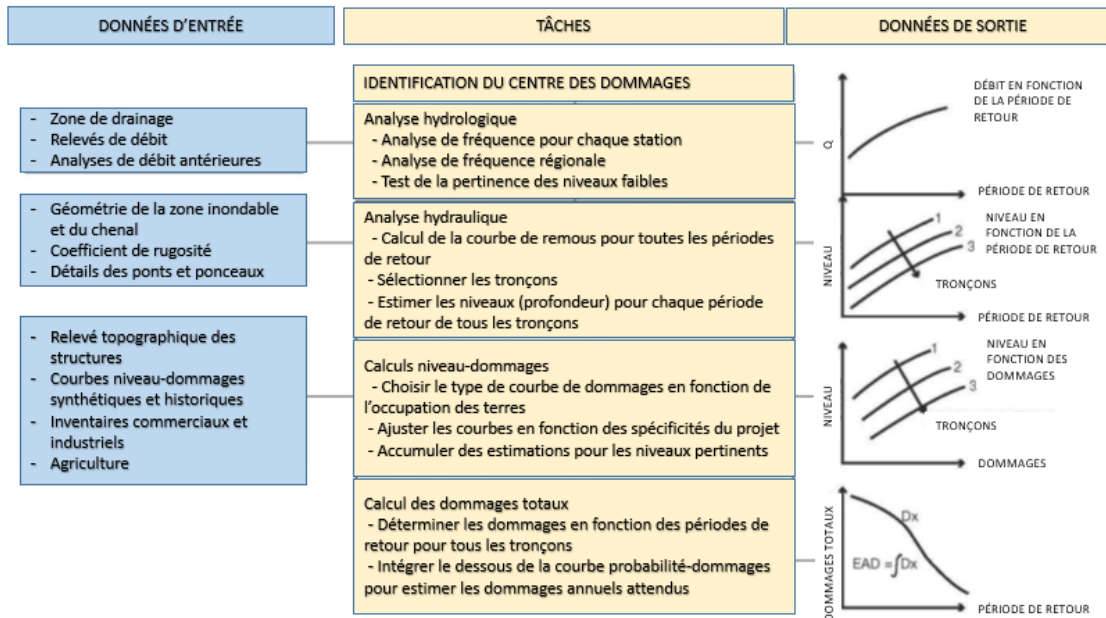 DONNÉES D'ENTRÉE
TÂCHES
DONNÉES DE SORTIE
IDENTIFICATION DU CENTRE DES DOMMAGES
- Zone de drainage
- Relevés de débit
- Analyses de débit antérieures
Analyse hydrologique
- Analyse de fréquence pour chaque station
- Analyse de fréquence régionale
- Test de la pertinence des niveaux faibles
DÉBIT EN FONCTION
DE LA PÉRIODE DE
RETOUR
Q
PÉRIODE DE RETOUR
- Géométrie de la zone inondable
et du chenal
- Coefficient de rugosité
- Détails des ponts et ponceaux
Analyse hydraulique
- Calcul de la courbe de remous pour toutes les périodes
de retour
- Sélectionner les tronçons
- Estimer les niveaux (profondeur) pour chaque période
de retour de tous les tronçons
NIVEAU EN
FONCTION DE LA
PÉRIODE DE RETOUR
1
2
3
NIVEAU
TRONÇONS
PÉRIODE DE RETOUR
- Relevé topographique des
structures
- Courbes niveau-dommages
synthétiques et historiques
- Inventaires commerciaux et
industriels
- Agriculture
Calculs niveau-dommages
- Choisir le type de courbe de dommages en fonction de
l'occupation des terres
- Ajuster les courbes en fonction des spécificités du projet
- Accumuler des estimations pour les niveaux pertinents
NIVEAU EN
FONCTION DES
DOMMAGES
1
2
3
NIVEAU
TRONÇONS
DOMMAGES
Calcul des dommages totaux
- Déterminer les dommages en fonction des périodes de
retour pour tous les tronçons
- Intégrer le dessous de la courbe probabilité-dommages
pour estimer les dommages annuels attendus
DOMMAGES TOTAUX
Dx
EAD = ∫Dx
PÉRIODE DE RETOUR